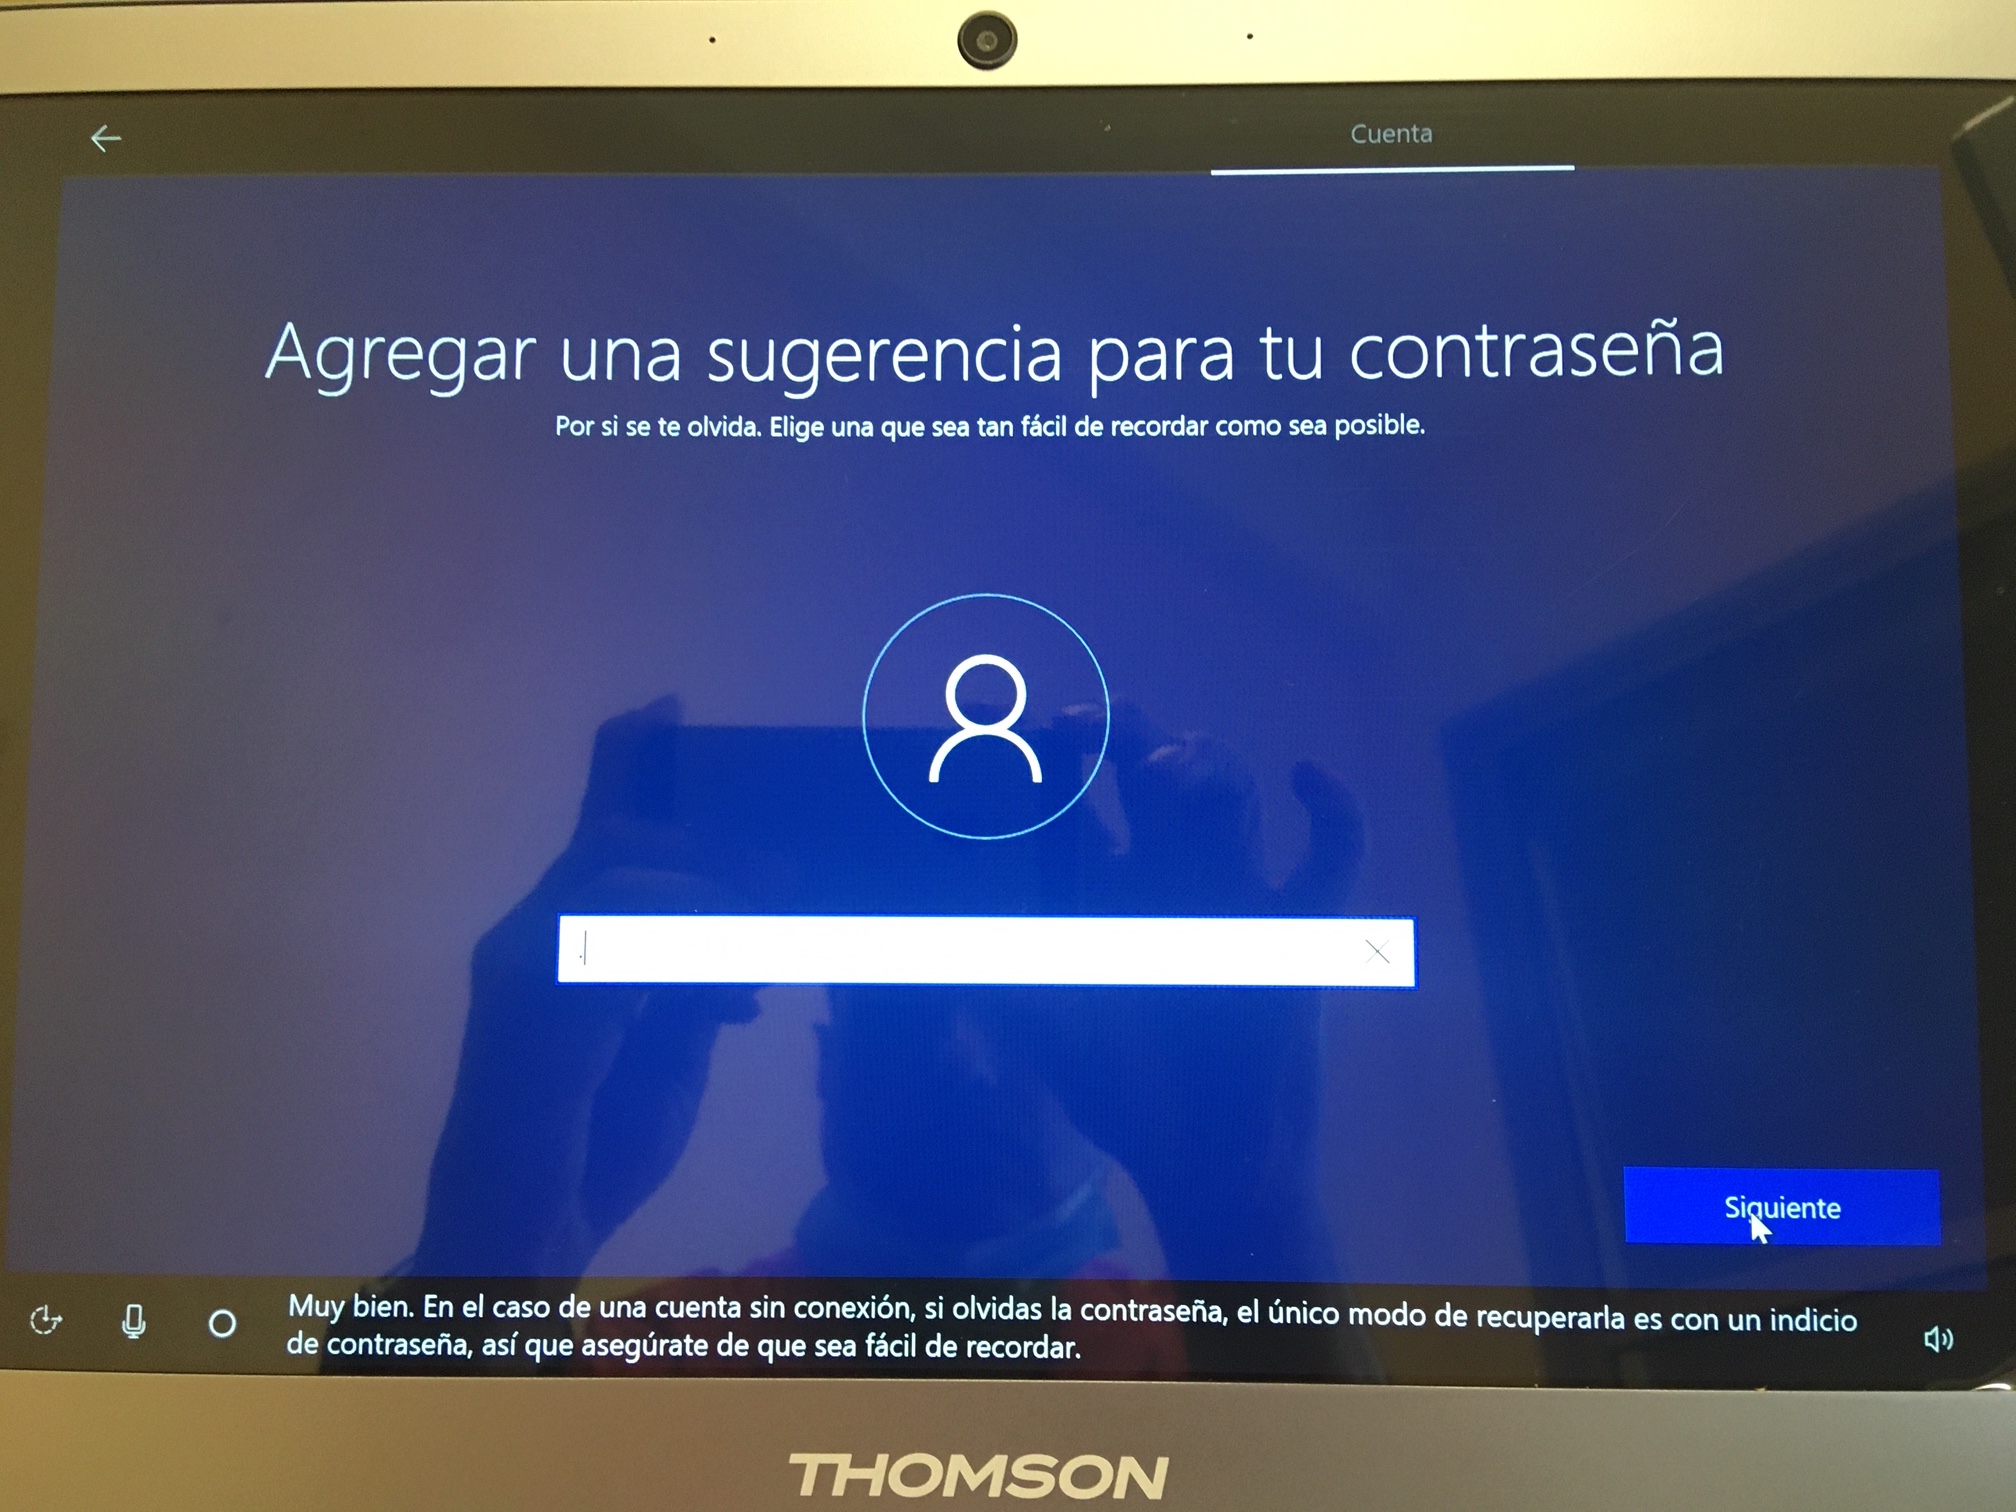 Cuenta
Agregar una sugerencia para tu contraseña
Por si se te olvida. Elige una que sea tan fácil de recordar como sea posible.
.
Siguiente
Muy bien. En el caso de una cuenta sin conexión, si olvidas la contraseña, el único modo de recuperarla es con un indicio
de contraseña, así que asegúrate de que sea fácil de recordar.
THOMSON